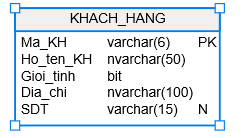 KHACH_HANG
Ma_KH varchar(6) PK
Ho_ten_KH nvarchar(50)
Gioi_tinh bit
Dia_chi nvarchar(100)
SDT varchar(15) N